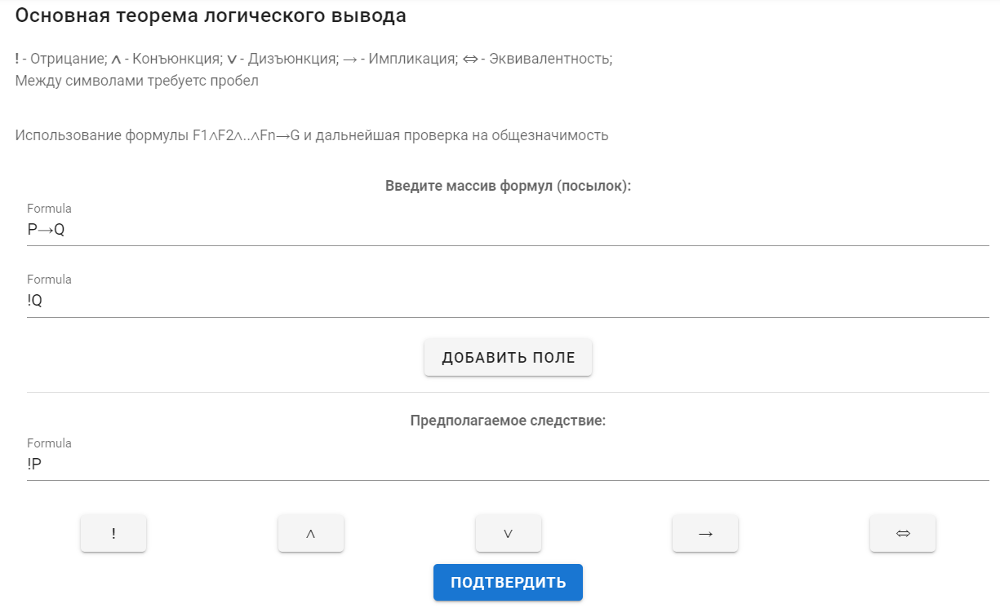 Основная теорема логического вывода
! - Отрицание; ∧ - Конъюнкция; ∨ - Дизъюнкция; → - Импликация; ⇔ - Эквивалентность;
Между символами требуетс пробел
Использование формулы F1∧F2∧..∧Fn→G и дальнейшая проверка на общезначимость
Введите массив формул (посылок):
Formula
P→Q
Formula
!Q
ДОБАВИТЬ ПОЛЕ
Предполагаемое следствие:
Formula
!P
! ∧ ∨ → ⇔
ПОДТВЕРДИТЬ